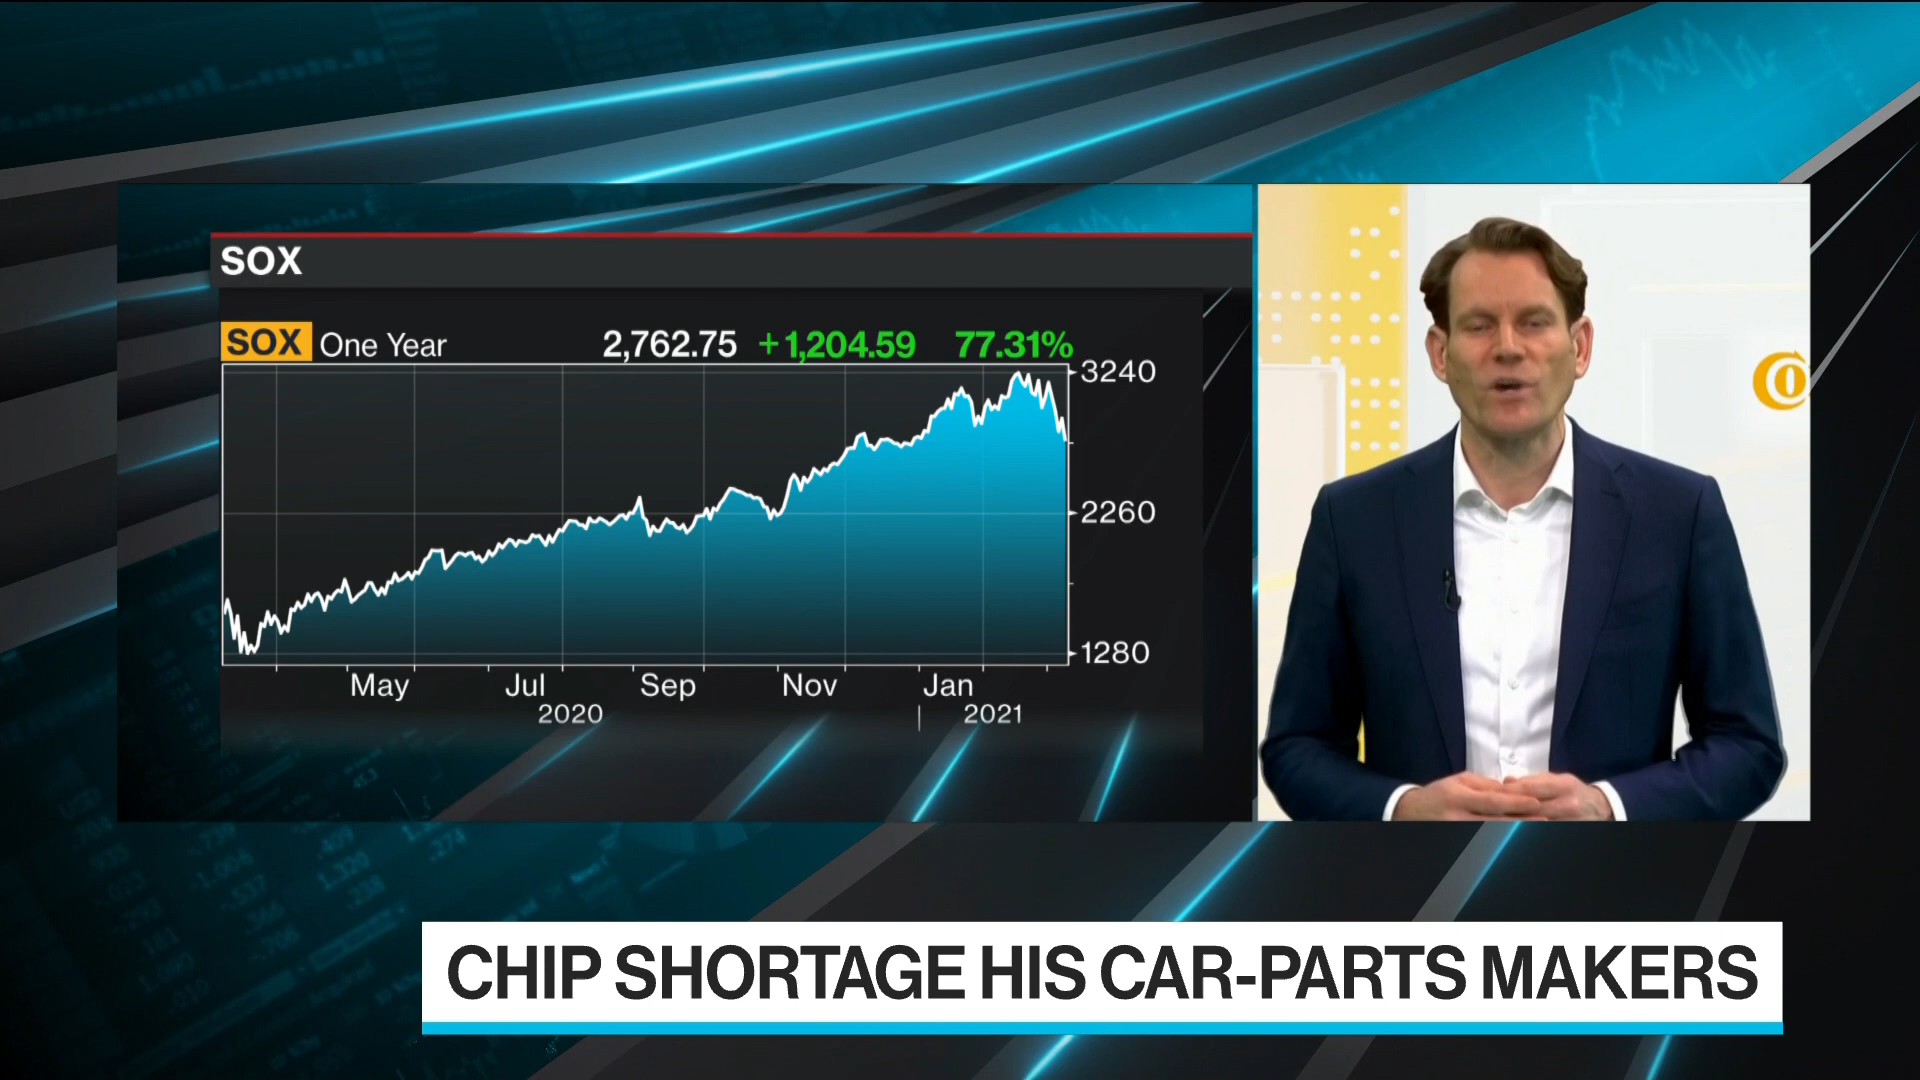 SOX
SOX One Year 2,762.75 +1,204.59 77.31%
3240
2260
1280
May Jul Sep Nov Jan
2020 2021
CHIP SHORTAGE HIS CAR-PARTS MAKERS